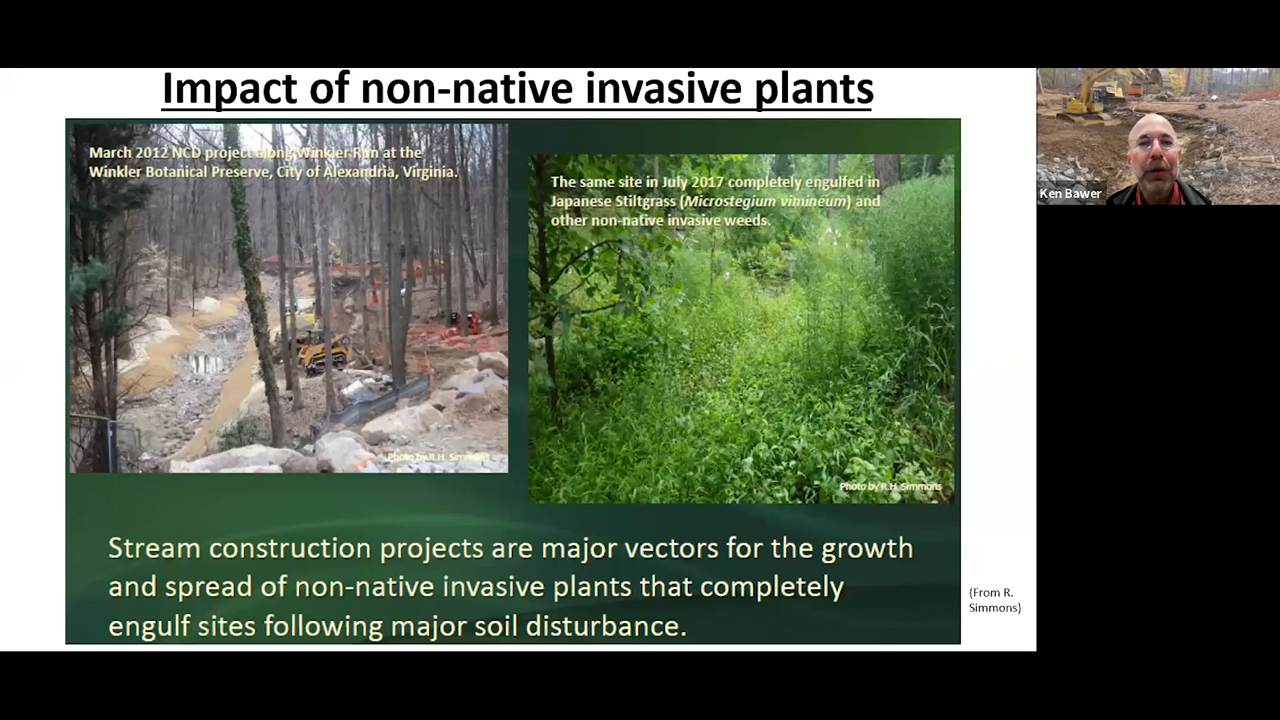 Impact of non-native invasive plants
March 2012 NCD project along Winkler Run at the
Winkler Botanical Preserve, City of Alexandria, Virginia.
Photo by R.H. Simmons
The same site in July 2017 completely engulfed in
Japanese Stiltgrass (Microstegium vimineum) and
other non-native invasive weeds.
Photo by R.H. Simmons
Stream construction projects are major vectors for the growth
and spread of non-native invasive plants that completely
engulf sites following major soil disturbance.
(From R.
Simmons)
Ken Bawer